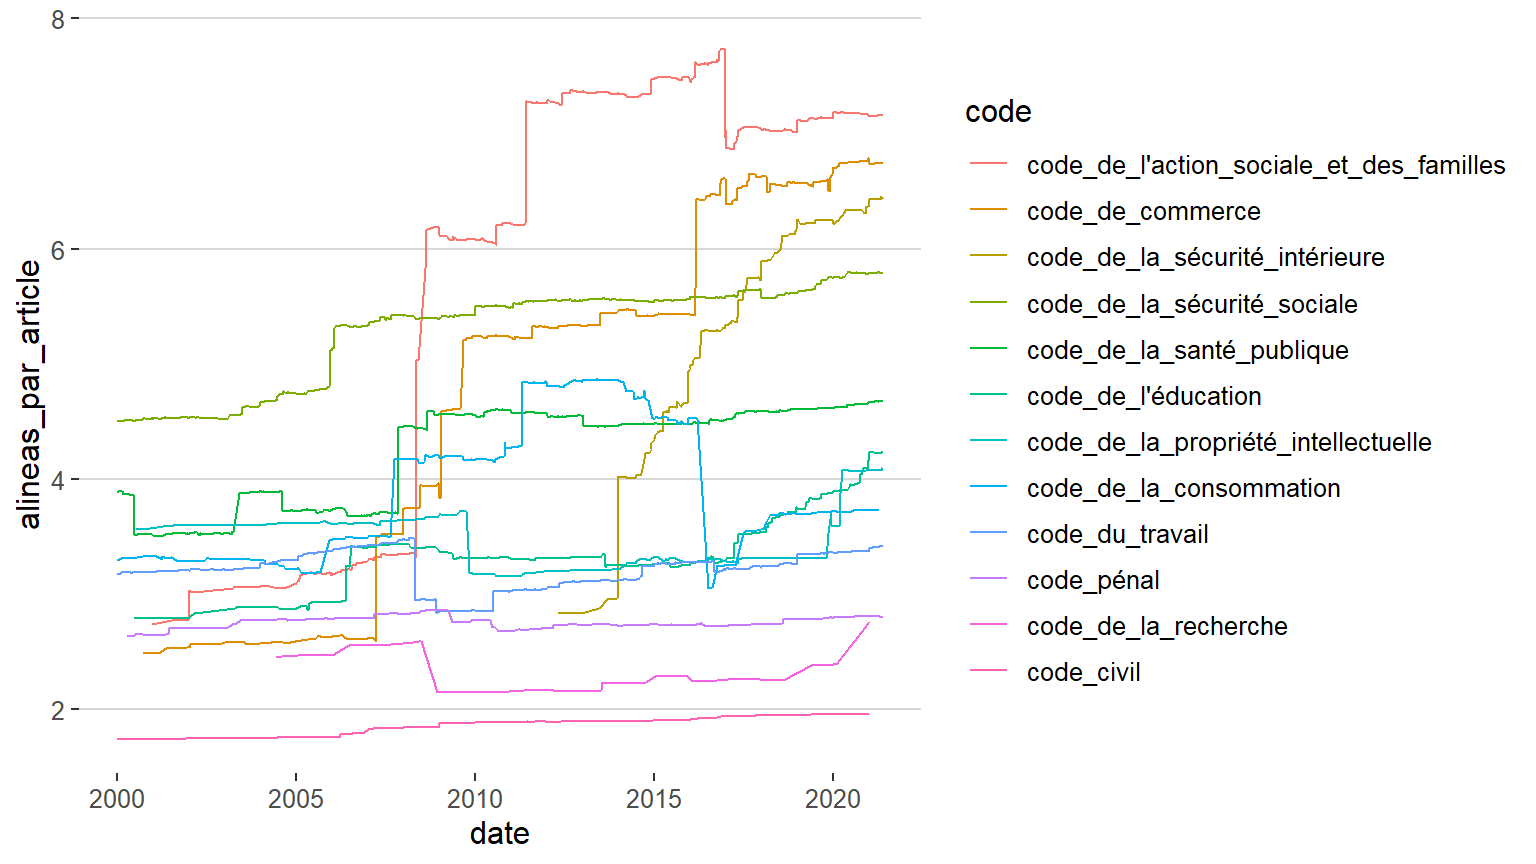 alineas_par_article
8
6
4
2
2000 2005 2010 2015 2020
date
code
code_de_l'action_sociale_et_des_familles
code_de_commerce
code_de_la_sécurité_intérieure
code_de_la_sécurité_sociale
code_de_la_santé_publique
code_de_l'éducation
code_de_la_propriété_intellectuelle
code_de_la_consommation
code_du_travail
code_pénal
code_de_la_recherche
code_civil